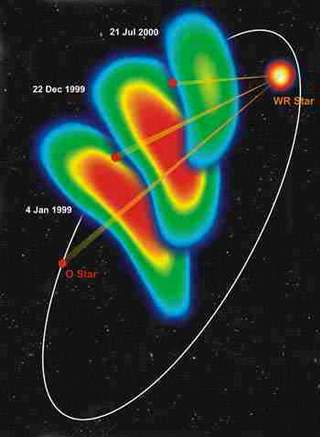 21 Jul 2000
22 Dec 1999
WR Star
4 Jan 1999
O Star